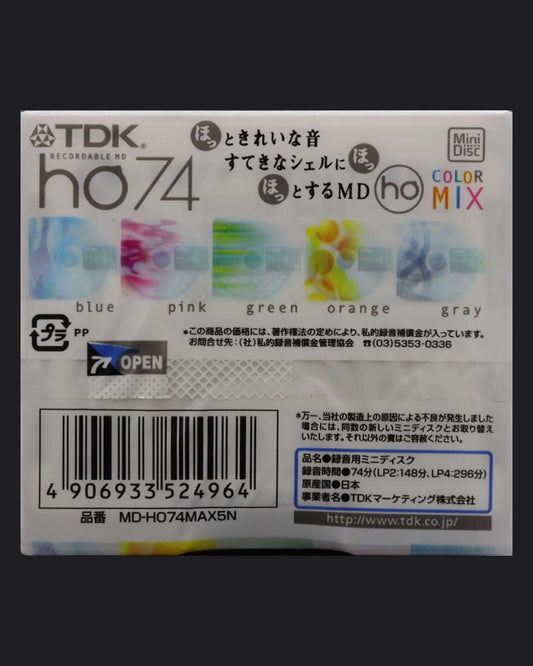 TDK®
RECORDABLE MD
ho 74
ほっときれいな音
すてきなシェルにほっ
ほっとするMD ho
Mini Disc
COLOR MIX
blue pink green orange gray
プラ PP
*この商品の価格には、著作権法の定めにより、私的録音補償金が入っています。
お問合せ先:(社)私的録音補償金管理協会 ☎(03)5353-0336
OPEN
4 906933 524964
品番 MD-HO74MAX5N
*万一、当社の製造上の原因による不良が発生しました
場合には、同数の新しいミニディスクとお取り替え
いたします。それ以外の責はご容赦ください。
品名●録音用ミニディスク
録音時間●74分(LP2:148分、LP4:296分)
原産国●日本
事業者名●TDKマーケティング株式会社
http://www.tdk.co.jp/